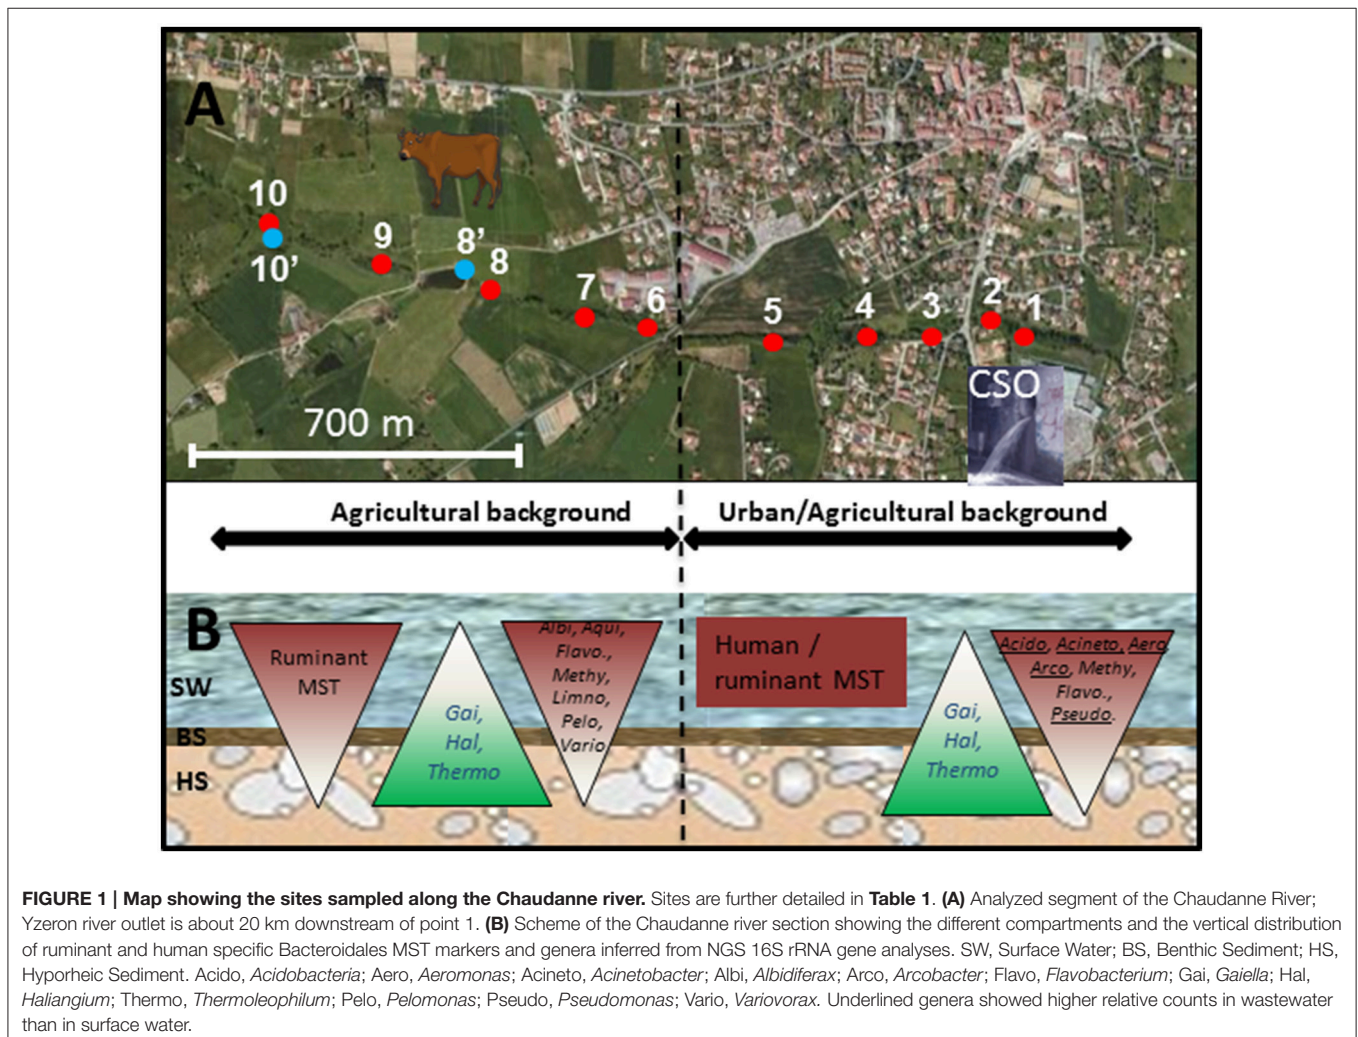 A
10
10’
9
8’
8
7
6
5
4
3
2
1
CSO
700 m
Agricultural background
Urban/Agricultural background
B
SW
BS
HS
Ruminant
MST
Gai,
Hal,
Thermo
Albi, Aqui,
Flavo.,
Methy,
Limno,
Pelo,
Vario
Human /
ruminant MST
Gai,
Hal,
Thermo
Acido, Acineto, Aero,
Arco, Methy,
Flavo.,
Pseudo.
FIGURE 1 | Map showing the sites sampled along the Chaudanne river. Sites are further detailed in Table 1. (A) Analyzed segment of the Chaudanne River;
Yzeron river outlet is about 20 km downstream of point 1. (B) Scheme of the Chaudanne river section showing the different compartments and the vertical distribution
of ruminant and human specific Bacteroidales MST markers and genera inferred from NGS 16S rRNA gene analyses. SW, Surface Water; BS, Benthic Sediment; HS,
Hyporheic Sediment. Acido, Acidobacteria; Aero, Aeromonas; Acineto, Acinetobacter; Albi, Albidiferax; Arco, Arcobacter; Flavo, Flavobacterium; Gai, Gaiella; Hal,
Haliangium; Thermo, Thermoleophilum; Pelo, Pelomonas; Pseudo, Pseudomonas; Vario, Variovorax. Underlined genera showed higher relative counts in wastewater
than in surface water.